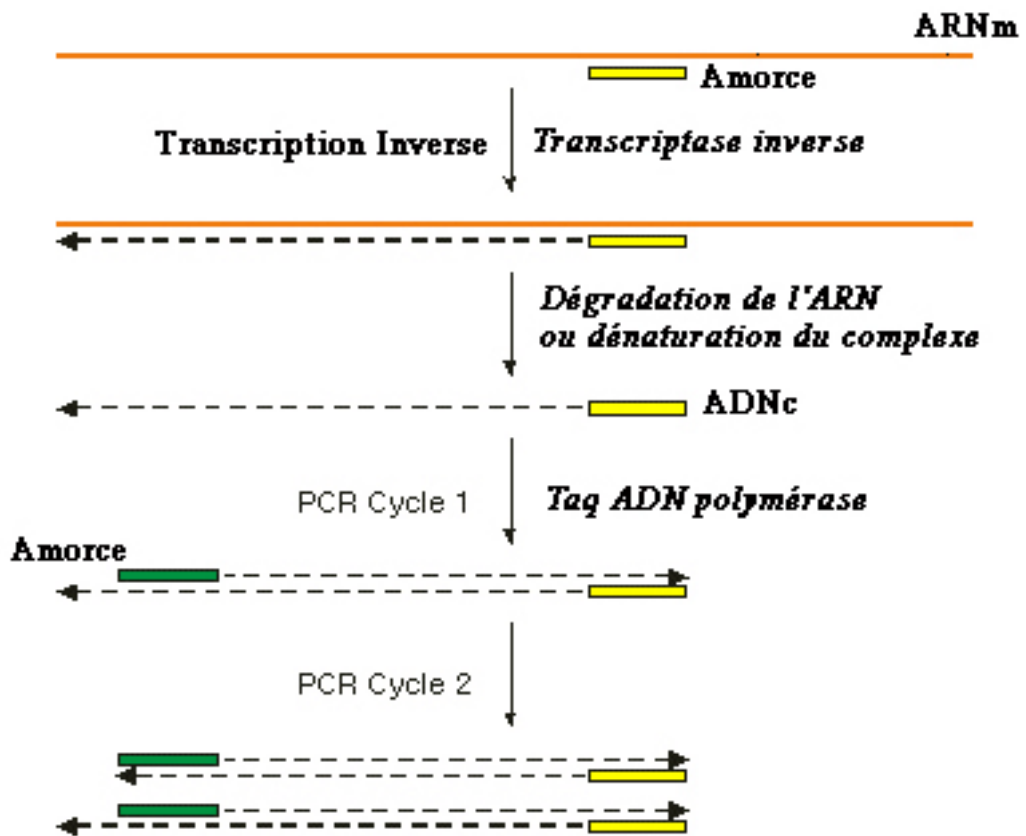 ARNm
Amorce
Transcription Inverse
Transcriptase inverse
Dégradation de l'ARN
ou dénaturation du complexe
ADNc
PCR Cycle 1
Taq ADN polymérase
Amorce
PCR Cycle 2